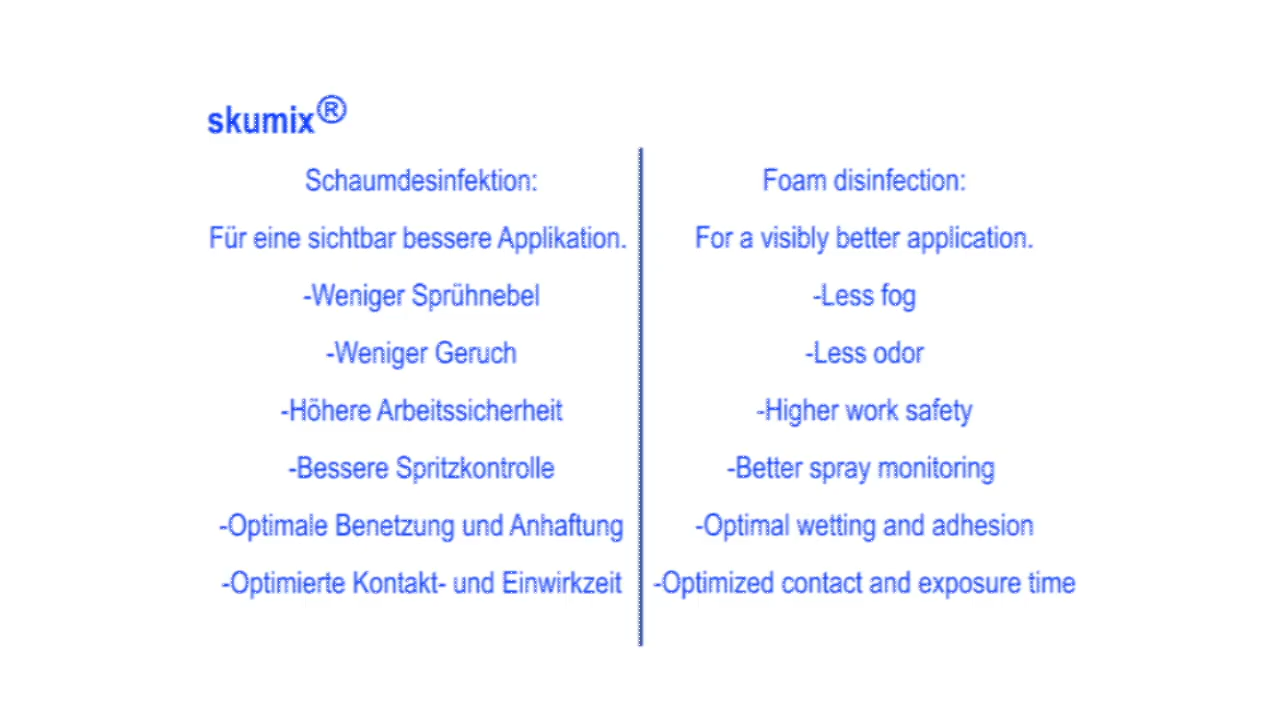 skumix®
Schaumdesinfektion:
Für eine sichtbar bessere Applikation.
-Weniger Sprühnebel
-Weniger Geruch
-Höhere Arbeitssicherheit
-Bessere Spritzkontrolle
-Optimale Benetzung und Anhaftung
-Optimierte Kontakt- und Einwirkzeit
Foam disinfection:
For a visibly better application.
-Less fog
-Less odor
-Higher work safety
-Better spray monitoring
-Optimal wetting and adhesion
-Optimized contact and exposure time